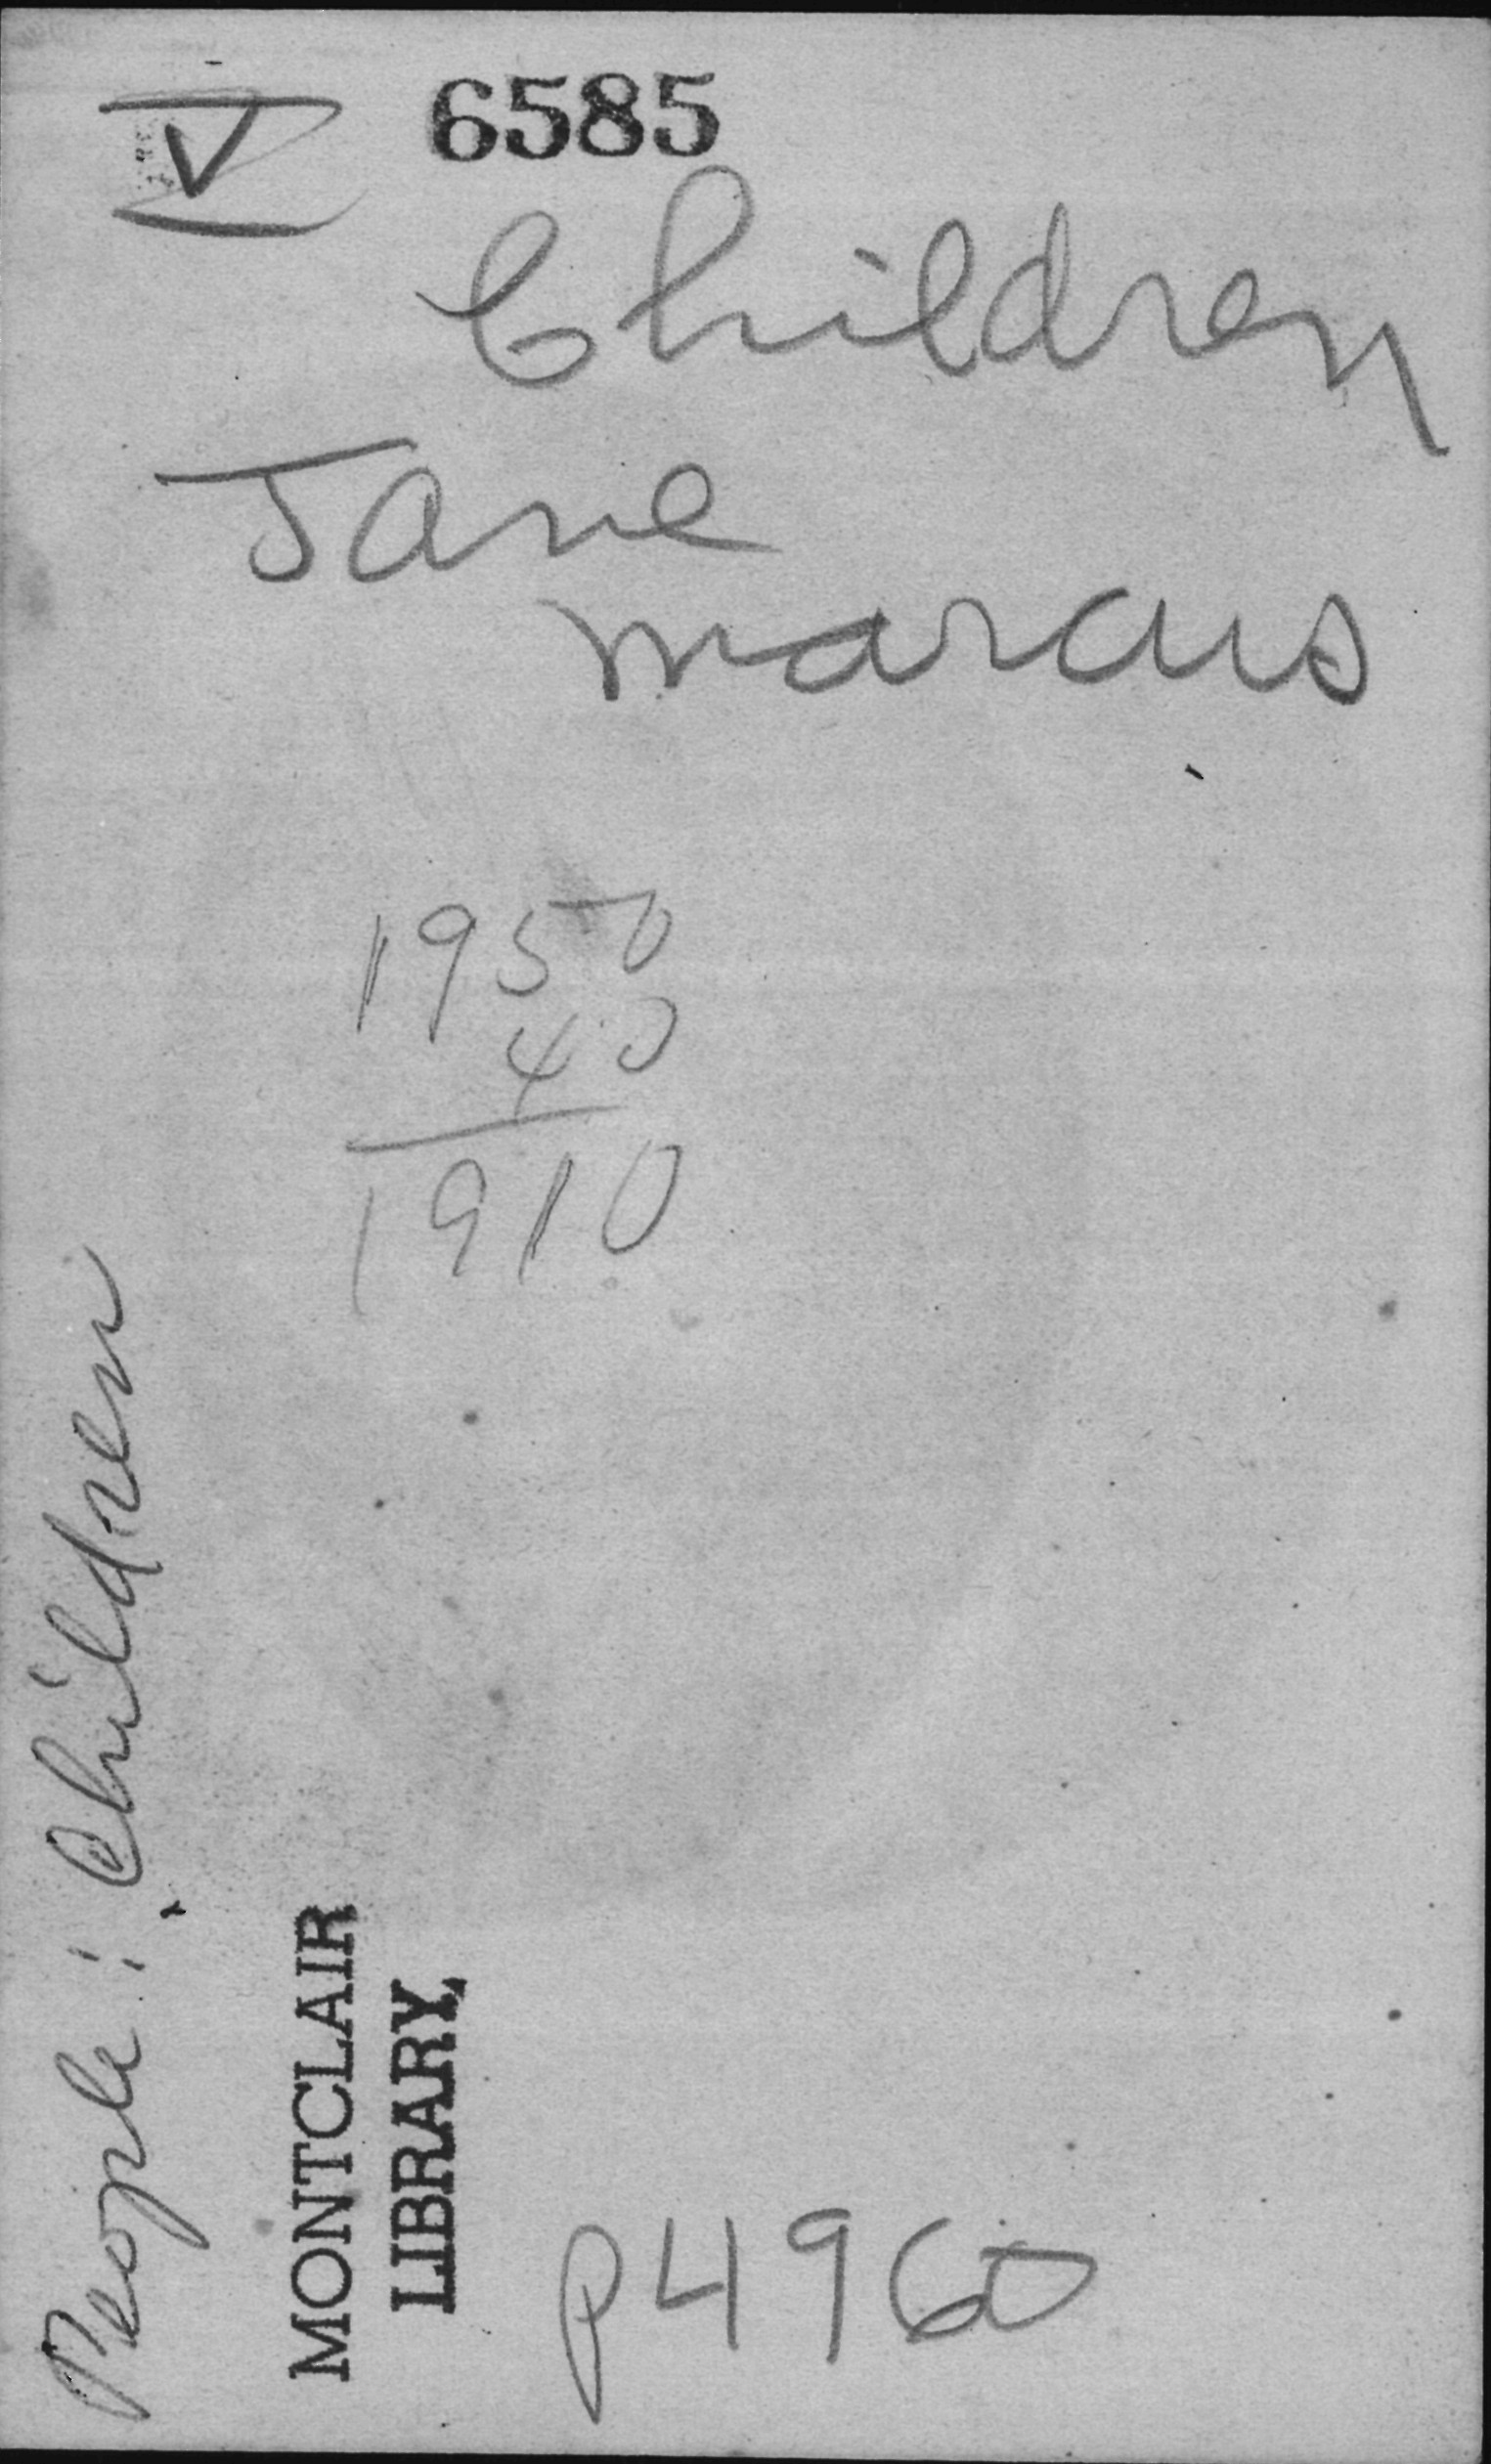 V 6585
Children
Jane
Marcus
1950
40
1910
People: Children
MONTCLAIR
LIBRARY
P4960